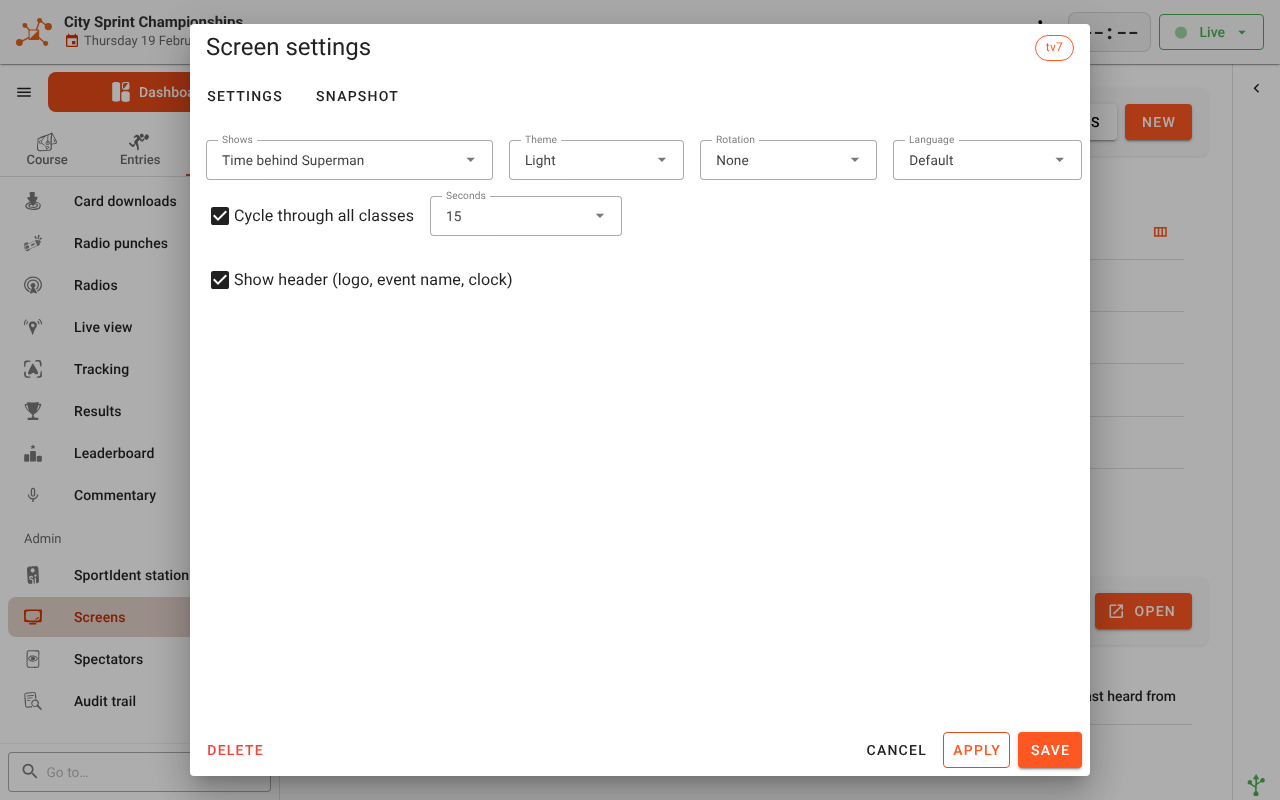 City Sprint Championships
Thursday 19 Febru
--:--
Live
Screen settings
tv7
Dashboa
SETTINGS
SNAPSHOT
S
NEW
Course
Entries
Shows
Time behind Superman
Theme
Light
Rotation
None
Language
Default
Card downloads
Cycle through all classes
Seconds
15
Radio punches
Radios
Show header (logo, event name, clock)
Live view
Tracking
Results
Leaderboard
Commentary
Admin
SportIdent station
Screens
OPEN
Spectators
Audit trail
ast heard from
DELETE
CANCEL
APPLY
SAVE
Go to...